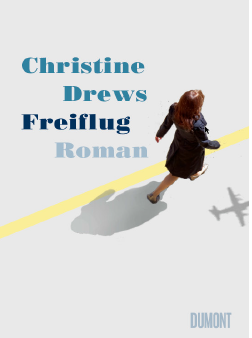 Christine
Drews
Freiflug
Roman
DUMONT